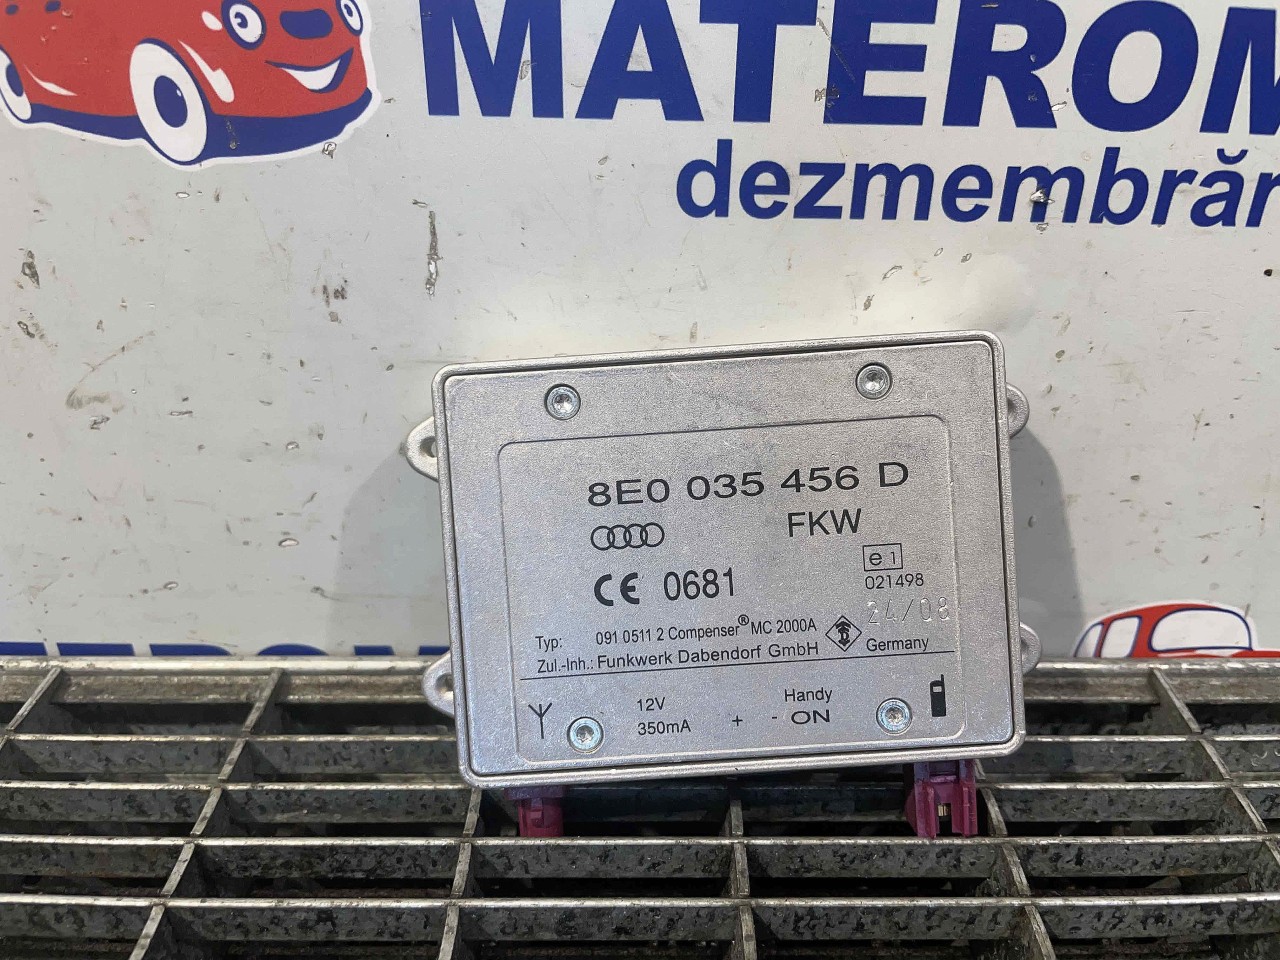 MATEROM
dezmembrăr
8E0 035 456 D
FKW
e1
CE 0681
021498
24/08
Typ: 091 0511 2 Compenser® MC 2000A
Zul.-Inh.: Funkwerk Dabendorf GmbH
Germany
12V
350mA
+ -
Handy
ON